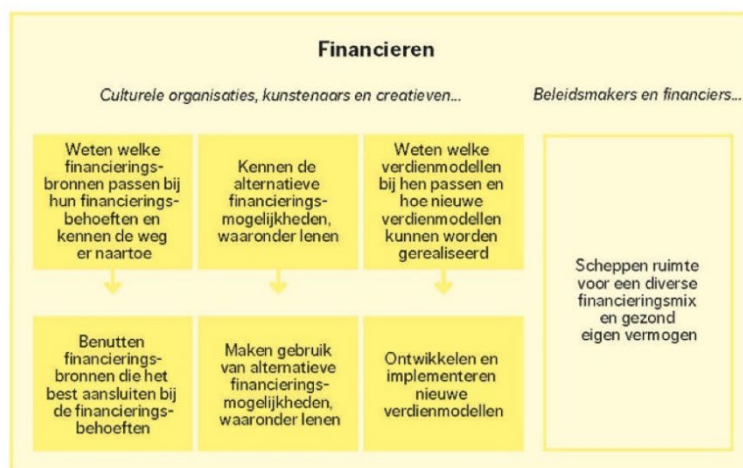 Financieren
Culturele organisaties, kunstenaars en creatieven...
Beleidsmakers en financiers...
Weten welke
financierings-
bronnen passen bij
hun financierings-
behoeften en
kennen de weg
er naartoe
Kennen de
alternatieve
financierings-
mogelijkheden,
waaronder lenen
Weten welke
verdienmodellen
bij hen passen en
hoe nieuwe
verdienmodellen
kunnen worden
gerealiseerd
Benutten
financierings-
bronnen die het
best aansluiten bij
de financierings-
behoeften
Maken gebruik
van alternatieve
financierings-
mogelijkheden,
waaronder lenen
Ontwikkelen en
implementeren
nieuwe
verdienmodellen
Scheppen ruimte
voor een diverse
financieringsmix
en gezond
eigen vermogen